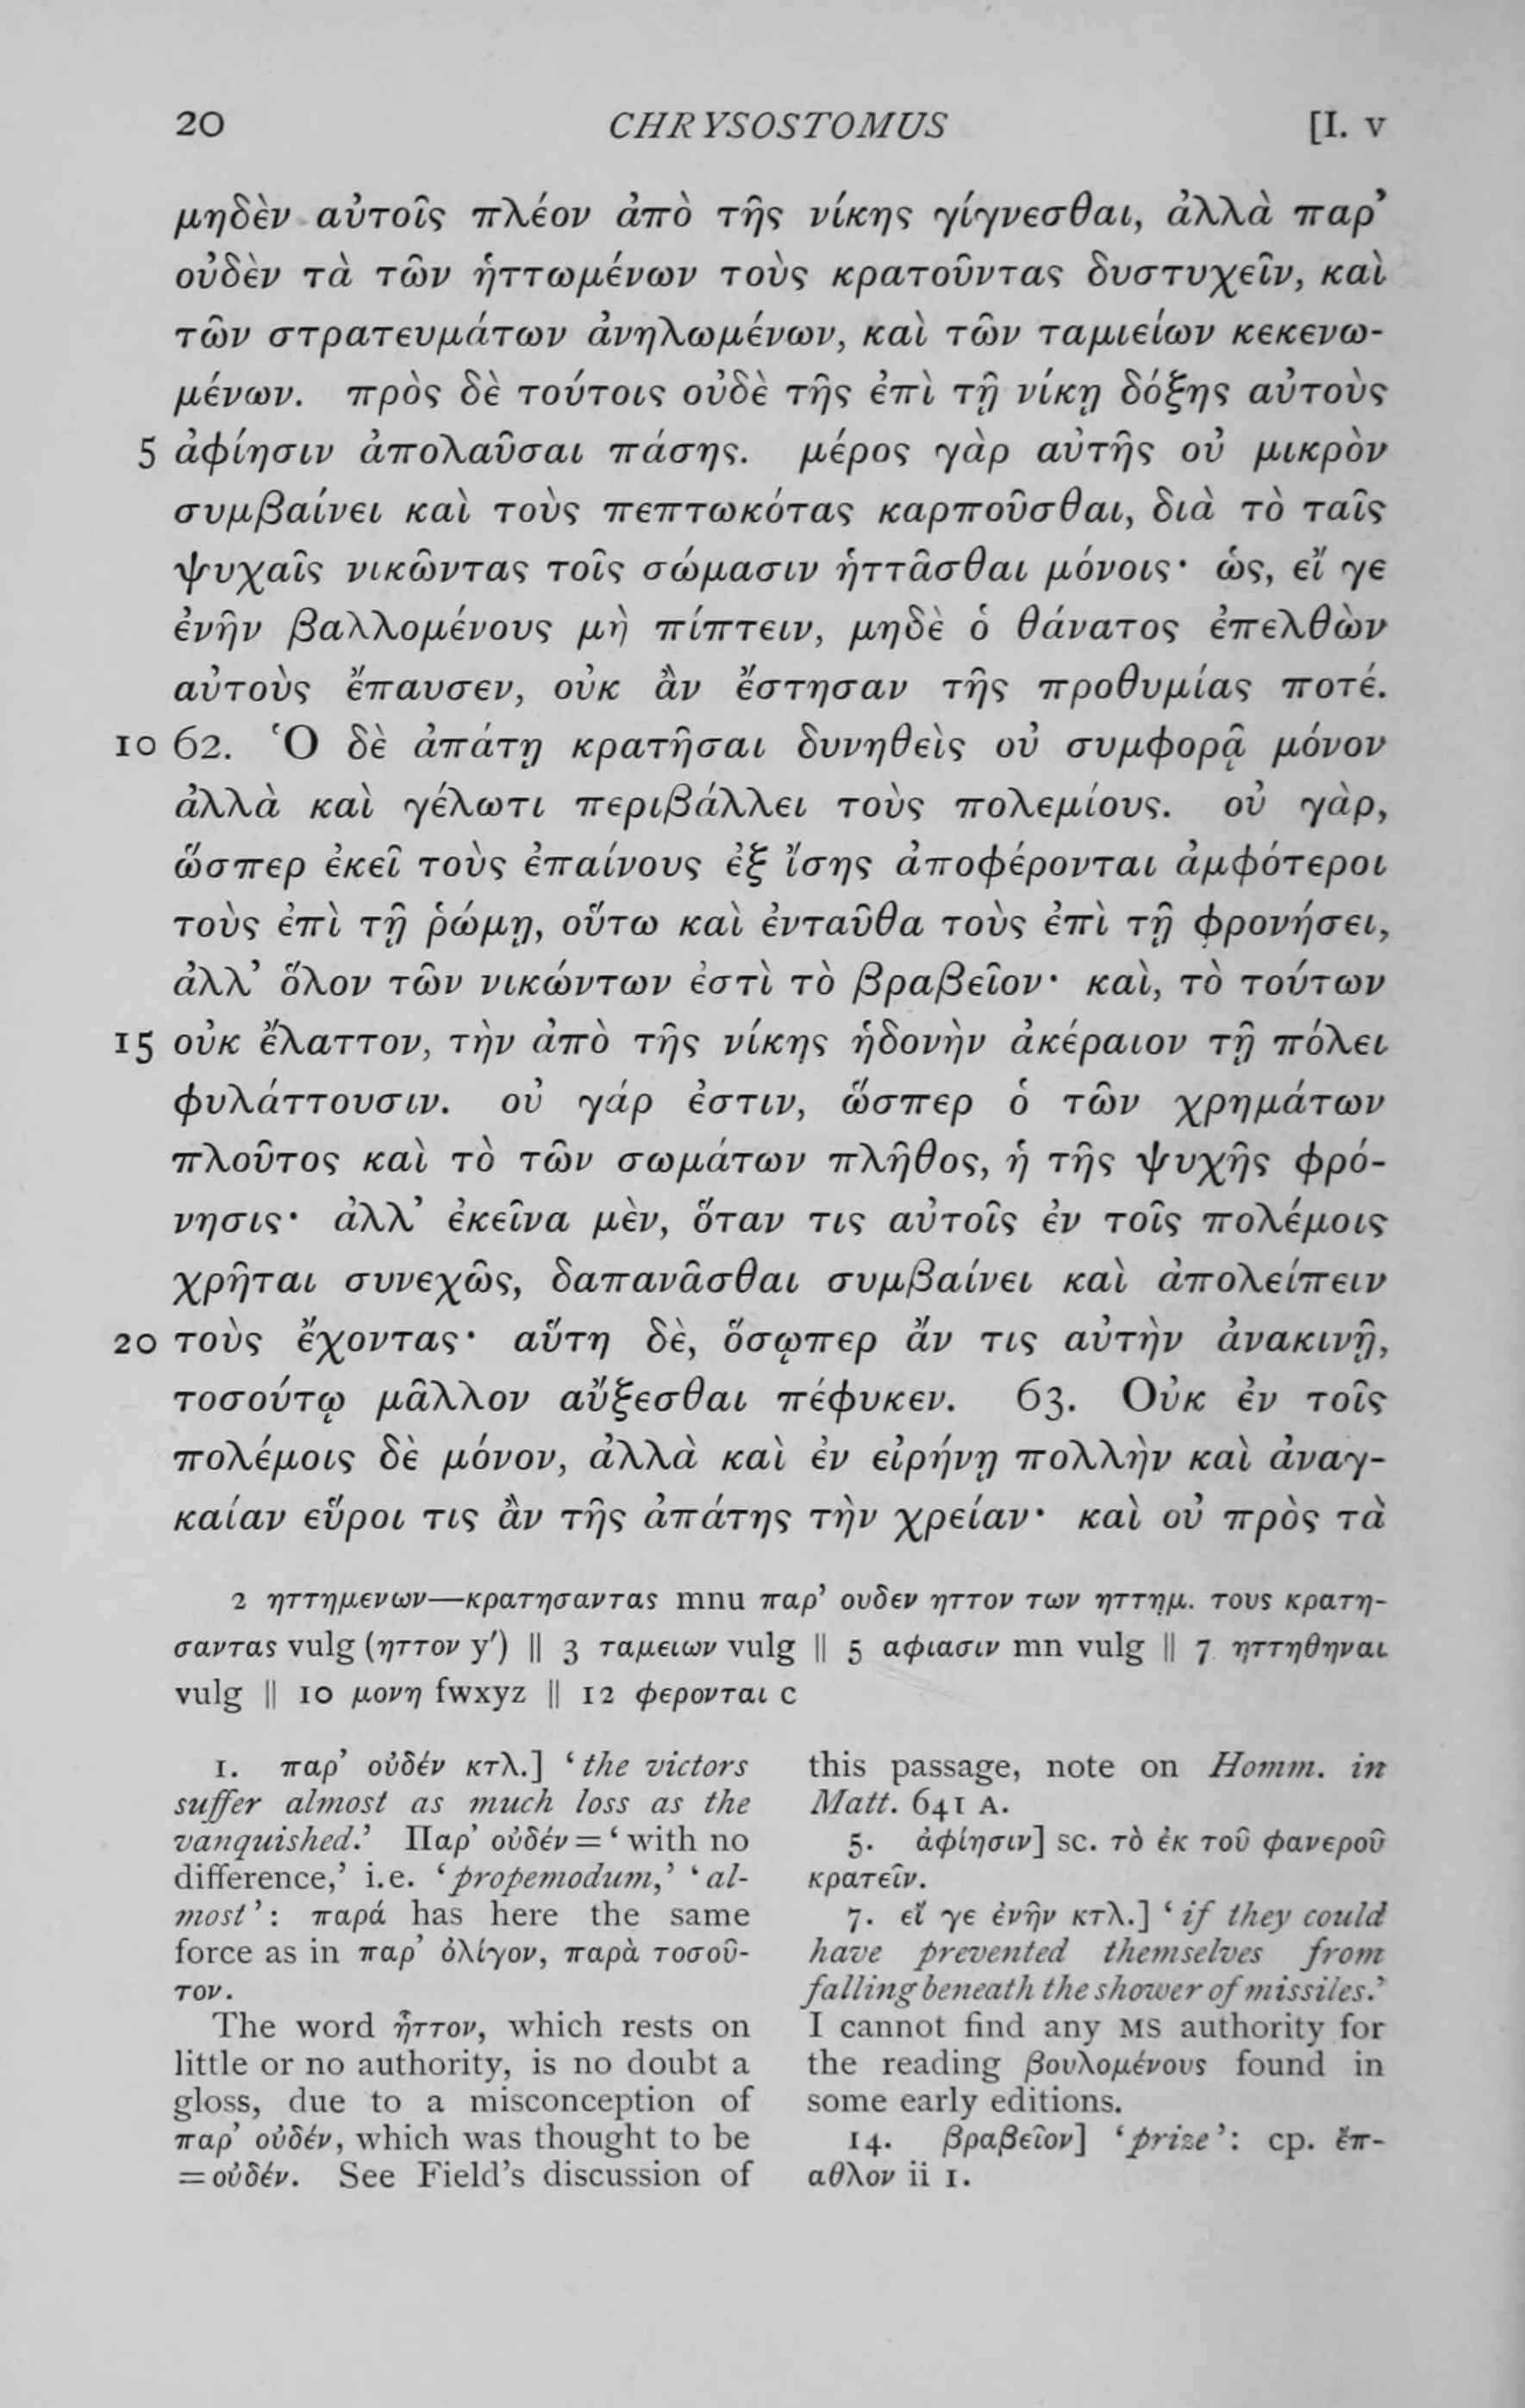 20 CHRYSOSTOMUS [I. v
μηδὲν αὐτοῖς πλέον ἀπὸ τῆς νίκης γίγνεσθαι, ἀλλὰ παρ’
οὐδὲν τὰ τῶν ἡττωμένων τοὺς κρατοῦντας δυστυχεῖν, καὶ
τῶν στρατευμάτων ἀνηλωμένων, καὶ τῶν ταμιείων κεκενω-
μένων. πρὸς δὲ τούτοις οὐδὲ τῆς ἐπὶ τῇ νίκῃ δόξης αὐτοὺς
5 ἀφίησιν ἀπολαῦσαι πάσης. μέρος γὰρ αὐτῆς οὐ μικρὸν
συμβαίνει καὶ τοὺς πεπτωκότας καρποῦσθαι, διὰ τὸ ταῖς
ψυχαῖς νικῶντας τοῖς σώμασιν ἡττᾶσθαι μόνοις· ὡς, εἴ γε
ἐνῆν βαλλομένους μὴ πίπτειν, μηδὲ ὁ θάνατος ἐπελθὼν
αὐτοὺς ἔπαυσεν, οὐκ ἂν ἔστησαν τῆς προθυμίας ποτέ.
10 62. Ὁ δὲ ἀπάτῃ κρατῆσαι δυνηθεὶς οὐ συμφορᾷ μόνον
ἀλλὰ καὶ γέλωτι περιβάλλει τοὺς πολεμίους. οὐ γὰρ,
ὥσπερ ἐκεῖ τοὺς ἐπαίνους ἐξ ἴσης ἀποφέρονται ἀμφότεροι
τοὺς ἐπὶ τῇ ῥώμῃ, οὕτω καὶ ἐνταῦθα τοὺς ἐπὶ τῇ φρονήσει,
ἀλλ’ ὅλον τῶν νικώντων ἐστὶ τὸ βραβεῖον· καὶ, τὸ τούτων
15 οὐκ ἔλαττον, τὴν ἀπὸ τῆς νίκης ἡδονὴν ἀκέραιον τῇ πόλει
φυλάττουσιν. οὐ γάρ ἐστιν, ὥσπερ ὁ τῶν χρημάτων
πλοῦτος καὶ τὸ τῶν σωμάτων πλῆθος, ἡ τῆς ψυχῆς φρό-
νησις· ἀλλ’ ἐκεῖνα μὲν, ὅταν τις αὐτοῖς ἐν τοῖς πολέμοις
χρῆται συνεχῶς, δαπανᾶσθαι συμβαίνει καὶ ἀπολείπειν
20 τοὺς ἔχοντας· αὕτη δὲ, ὅσῳπερ ἄν τις αὐτὴν ἀνακινῇ,
τοσούτῳ μᾶλλον αὔξεσθαι πέφυκεν. 63. Οὐκ ἐν τοῖς
πολέμοις δὲ μόνον, ἀλλὰ καὶ ἐν εἰρήνῃ πολλὴν καὶ ἀναγ-
καίαν εὕροι τις ἂν τῆς ἀπάτης τὴν χρείαν· καὶ οὐ πρὸς τὰ
2 ηττημενων—κρατησαντας mnu παρ’ ουδεν ηττον των ηττημ. τους κρατη-
σαντας vulg (ηττον y′) || 3 ταμειων vulg || 5 αφιασιν mn vulg || 7 ηττηθηναι
vulg || 10 μονη fwxyz || 12 φερονται c
1. παρ’ οὐδέν κτλ.] ‘the victors
suffer almost as much loss as the
vanquished.’ Παρ’ οὐδέν = ‘with no
difference,’ i.e. ‘propemodum,’ ‘al-
most’: παρά has here the same
force as in παρ’ ὀλίγον, παρὰ τοσοῦ-
τον.
The word ἧττον, which rests on
little or no authority, is no doubt a
gloss, due to a misconception of
παρ’ οὐδέν, which was thought to be
=οὐδέν. See Field’s discussion of
this passage, note on Homm. in
Matt. 641 A.
5. ἀφίησιν] sc. τὸ ἐκ τοῦ φανεροῦ
κρατεῖν.
7. εἴ γε ἐνῆν κτλ.] ‘if they could
have prevented themselves from
falling beneath the shower of missiles.’
I cannot find any MS authority for
the reading βουλομένους found in
some early editions.
14. βραβεῖον] ‘prize’: cp. ἔπ-
αθλον ii 1.